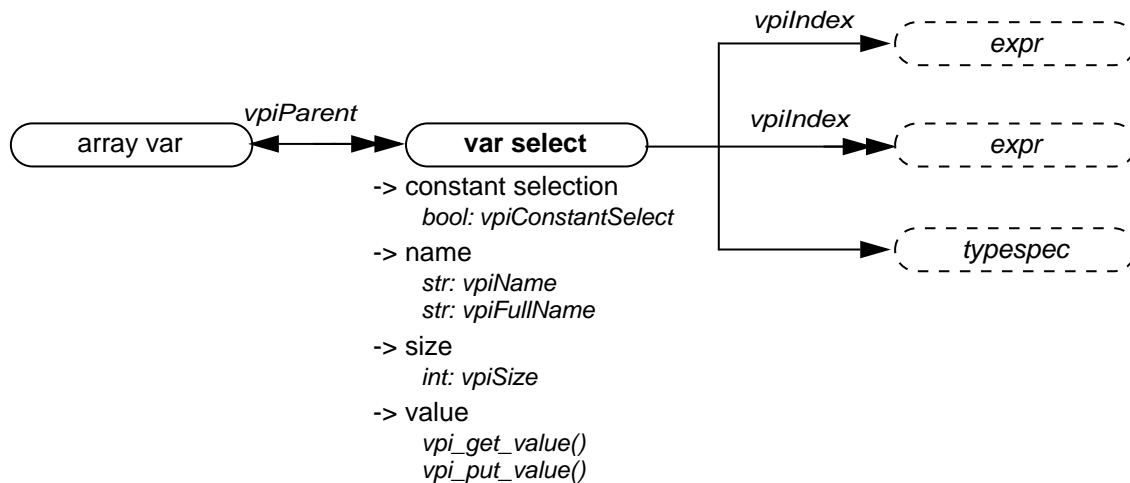 vpiIndex
expr
vpiParent
vpiIndex
array var
var select
expr
-> constant selection
bool: vpiConstantSelect
-> name
str: vpiName
str: vpiFullName
typespec
-> size
int: vpiSize
-> value
vpi_get_value()
vpi_put_value()